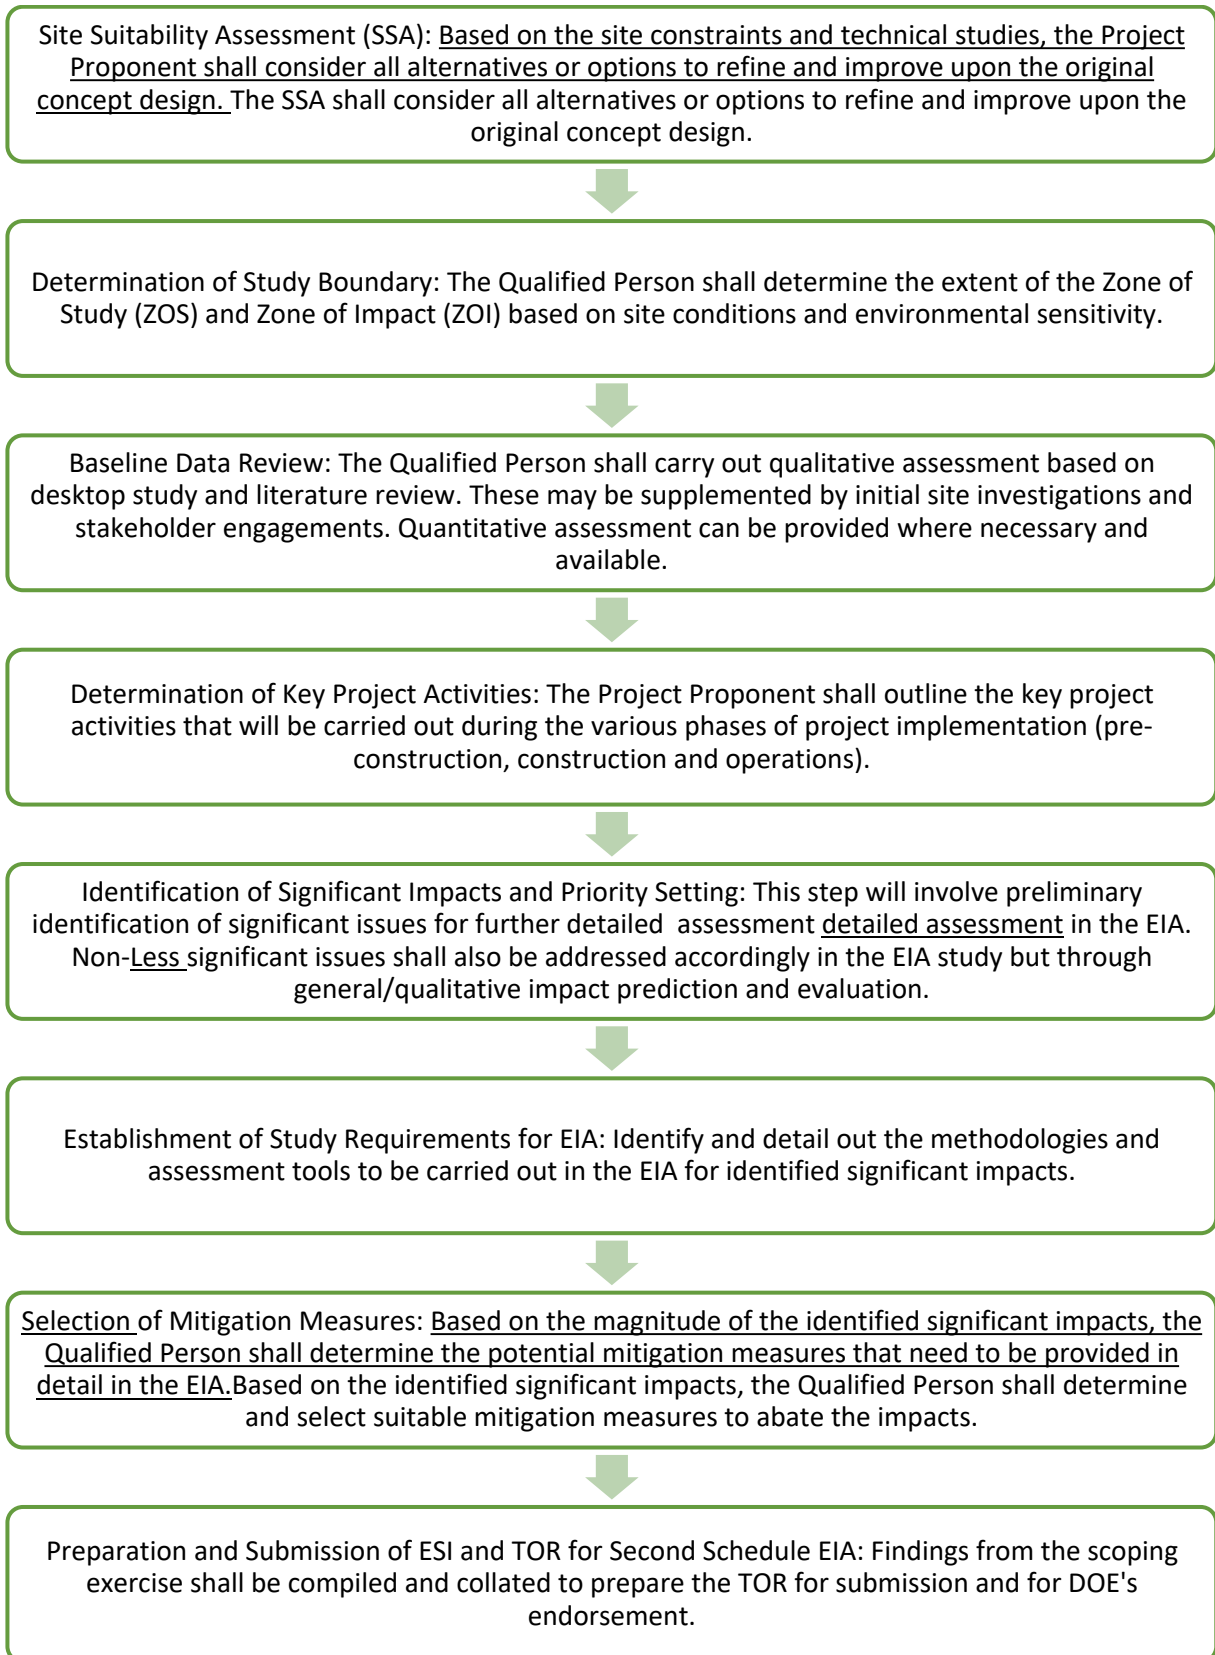 Site Suitability Assessment (SSA): Based on the site constraints and technical studies, the Project
Proponent shall consider all alternatives or options to refine and improve upon the original
concept design. The SSA shall consider all alternatives or options to refine and improve upon the
original concept design.
Determination of Study Boundary: The Qualified Person shall determine the extent of the Zone of
Study (ZOS) and Zone of Impact (ZOI) based on site conditions and environmental sensitivity.
Baseline Data Review: The Qualified Person shall carry out qualitative assessment based on
desktop study and literature review. These may be supplemented by initial site investigations and
stakeholder engagements. Quantitative assessment can be provided where necessary and
available.
Determination of Key Project Activities: The Project Proponent shall outline the key project
activities that will be carried out during the various phases of project implementation (pre-
construction, construction and operations).
Identification of Significant Impacts and Priority Setting: This step will involve preliminary
identification of significant issues for further detailed  assessment detailed assessment in the EIA.
Non-Less significant issues shall also be addressed accordingly in the EIA study but through
general/qualitative impact prediction and evaluation.
Establishment of Study Requirements for EIA: Identify and detail out the methodologies and
assessment tools to be carried out in the EIA for identified significant impacts.
Selection of Mitigation Measures: Based on the magnitude of the identified significant impacts, the
Qualified Person shall determine the potential mitigation measures that need to be provided in
detail in the EIA.Based on the identified significant impacts, the Qualified Person shall determine
and select suitable mitigation measures to abate the impacts.
Preparation and Submission of ESI and TOR for Second Schedule EIA: Findings from the scoping
exercise shall be compiled and collated to prepare the TOR for submission and for DOE's
endorsement.